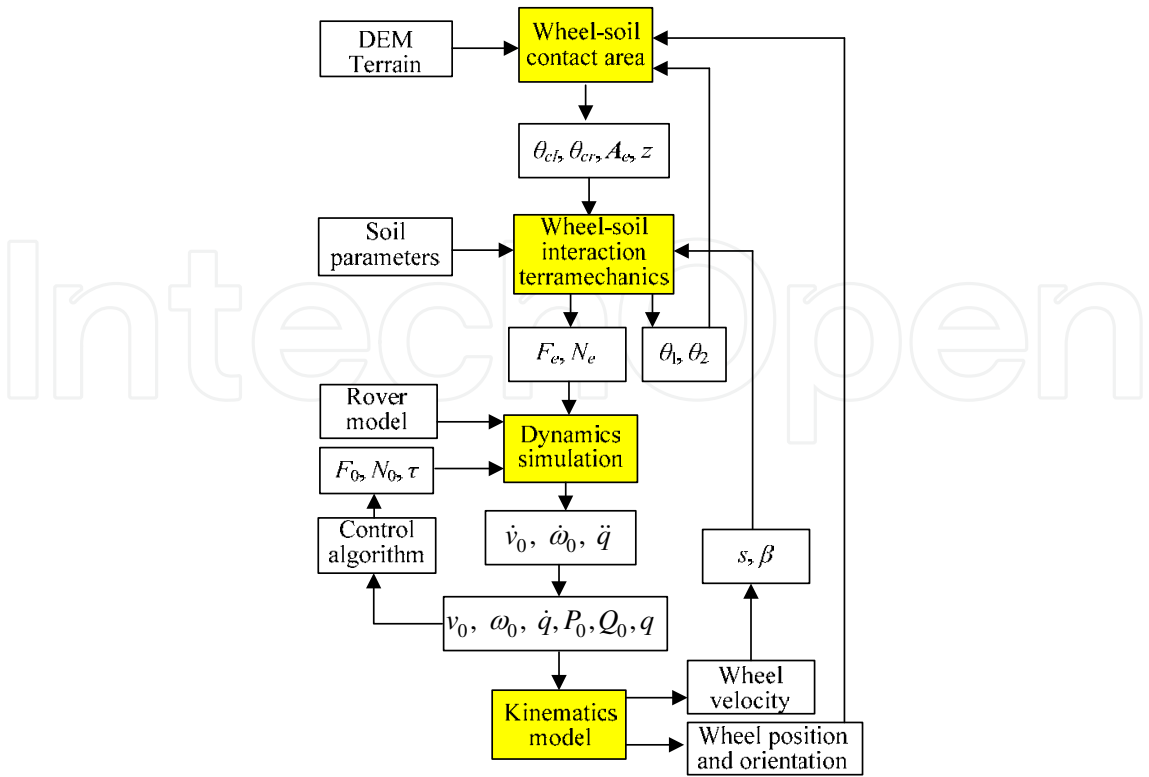 DEM
Terrain
Wheel-soil
contact area
θcl, θcr, Ae, z
Soil
parameters
Wheel-soil
interaction
terramechanics
Fe, Ne
θ1, θ2
Rover
model
Dynamics
simulation
F0, N0, τ
Control
algorithm
v̇0, ω̇0, q̈
s, β
v0, ω0, q̇, P0, Q0, q
Wheel
velocity
Kinematics
model
Wheel position
and orientation
IntechOpen